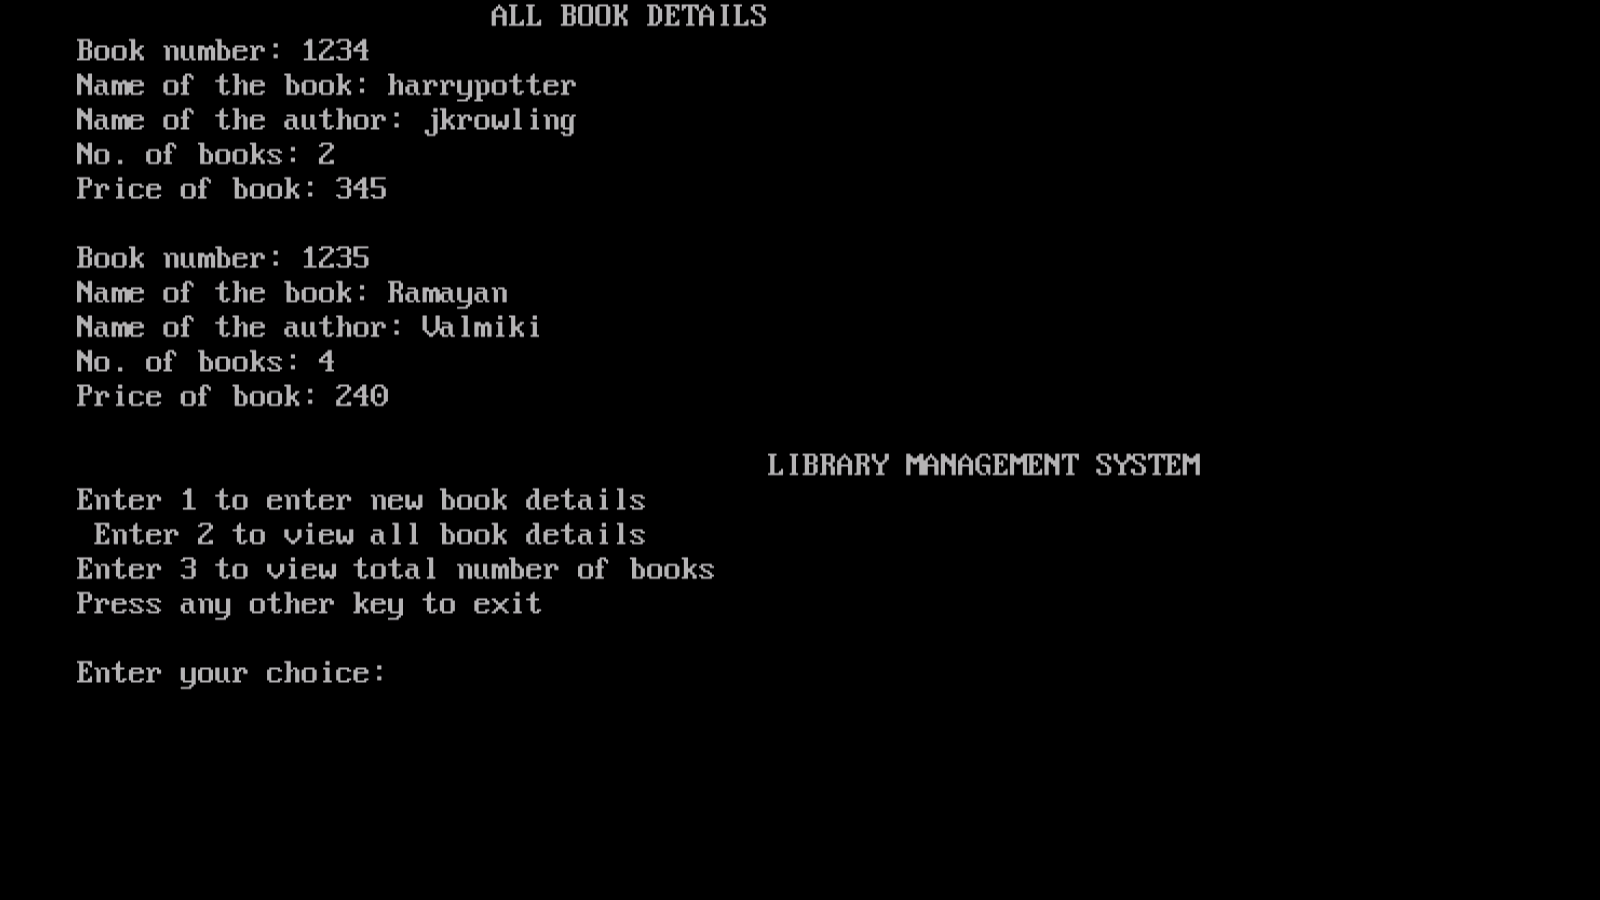 ALL BOOK DETAILS
Book number: 1234
Name of the book: harrypotter
Name of the author: jkrowling
No. of books: 2
Price of book: 345
Book number: 1235
Name of the book: Ramayan
Name of the author: Valmiki
No. of books: 4
Price of book: 240
LIBRARY MANAGEMENT SYSTEM
Enter 1 to enter new book details
Enter 2 to view all book details
Enter 3 to view total number of books
Press any other key to exit
Enter your choice: